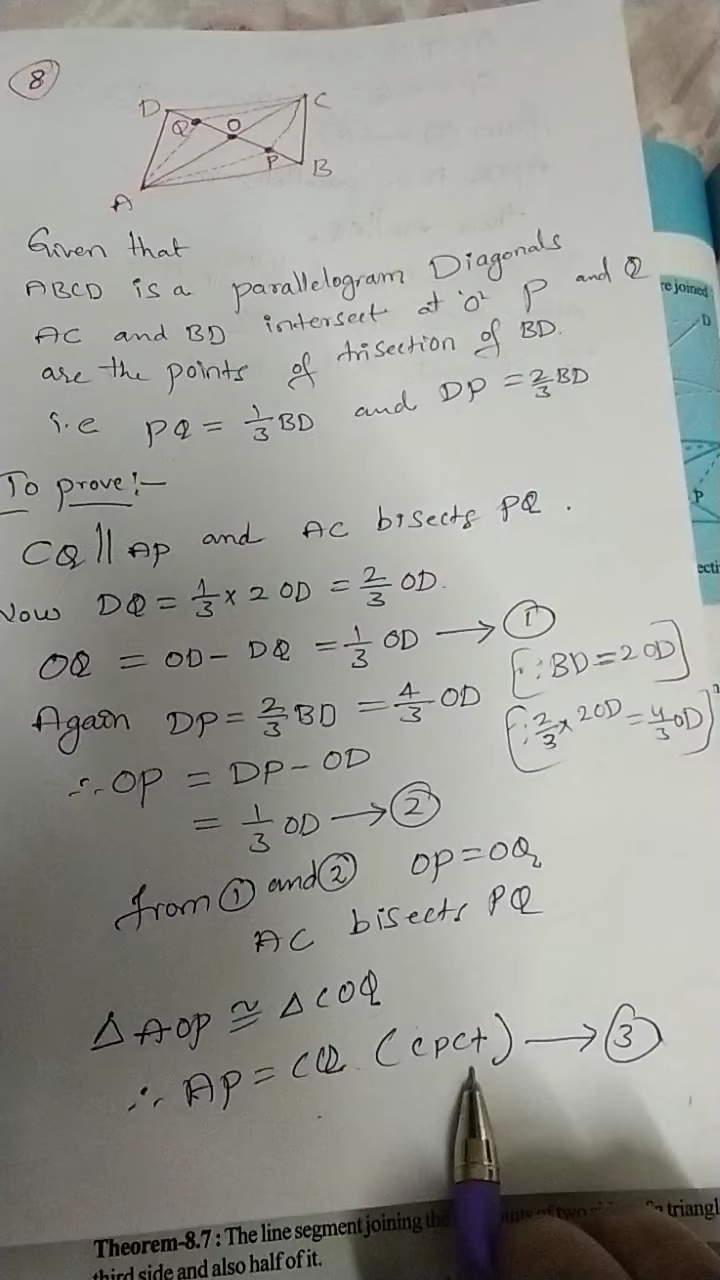 8
D C
Q O
P B
A
Given that
ABCD is a parallelogram Diagonals
AC and BD intersect at 'O' P and Q
are the points of trisection of BD.
i.e PQ = 1/3 BD and DP = 2/3 BD
To prove:-
CQ || AP and AC bisects PQ.
Now DQ = 1/3 × 2 OD = 2/3 OD.
OQ = OD - DQ = 1/3 OD → ①
[∵ BD = 2 OD]
Again DP = 2/3 BD = 4/3 OD
[∵ 2/3 × 2OD = 4/3 OD]
∴ OP = DP - OD
= 1/3 OD → ②
from ① and ② OP = OQ
AC bisects PQ
△ AOP ≅ △ COQ
∴ AP = CQ (cpct) → ③
re joined
D
P
Theorem-8.7 : The line segment joining the
third side and also half of it.